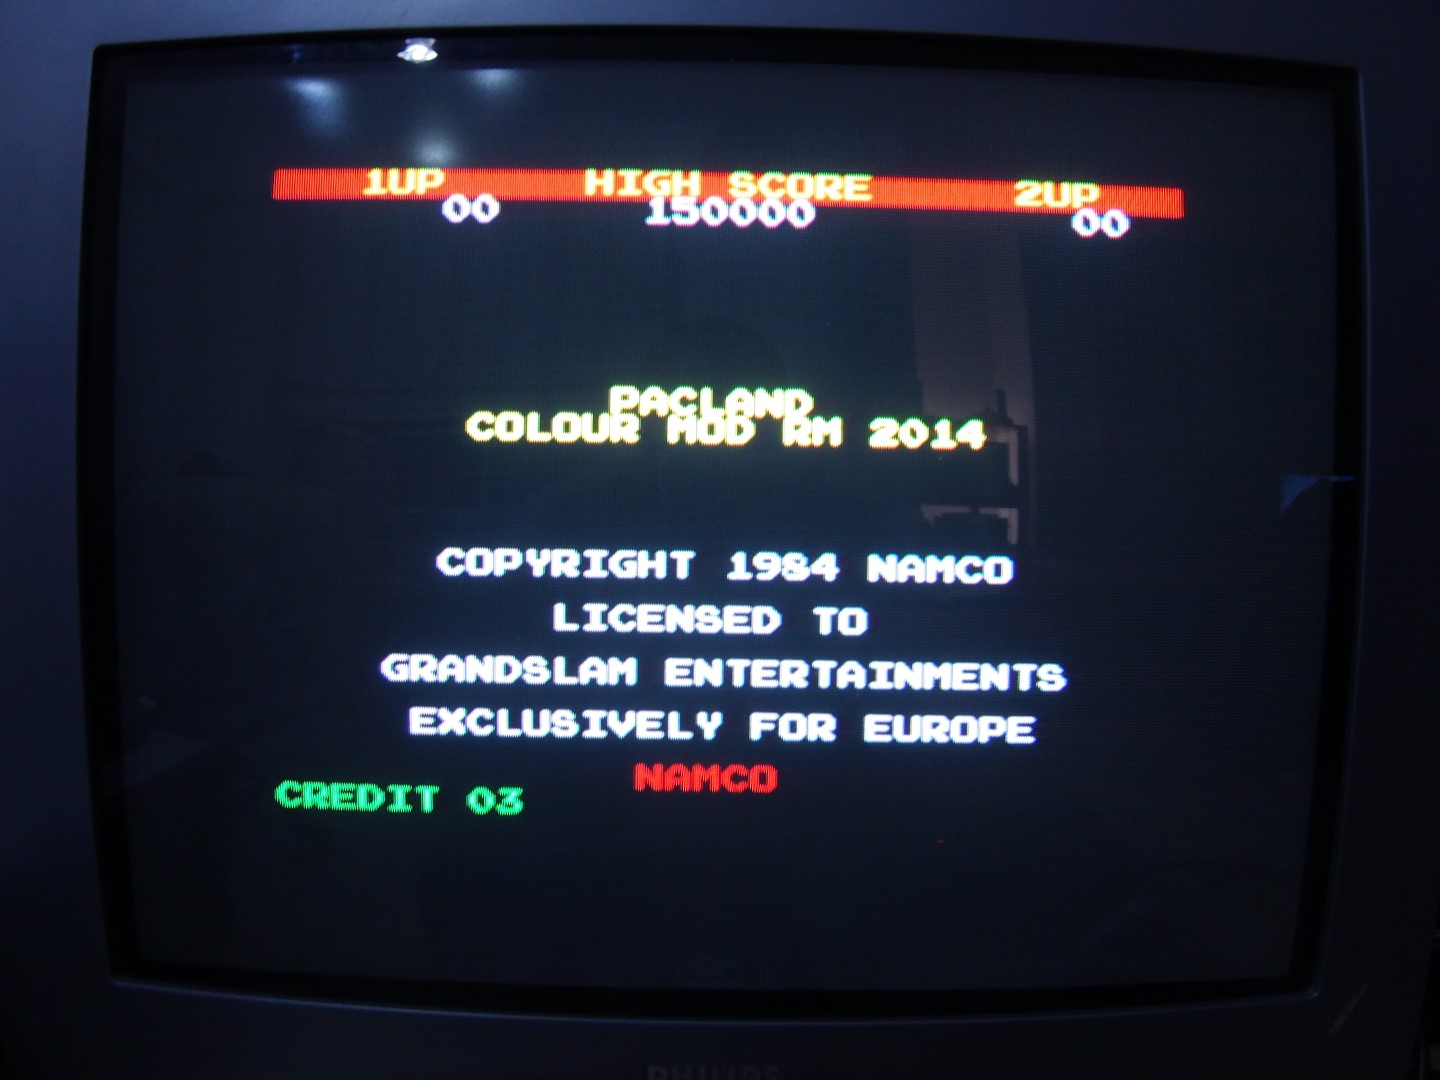 1UP HIGH SCORE 2UP
00 150000 00
PACLAND
COLOUR MOD RM 2014
COPYRIGHT 1984 NAMCO
LICENSED TO
GRANDSLAM ENTERTAINMENTS
EXCLUSIVELY FOR EUROPE
NAMCO
CREDIT 03
PHILIPS